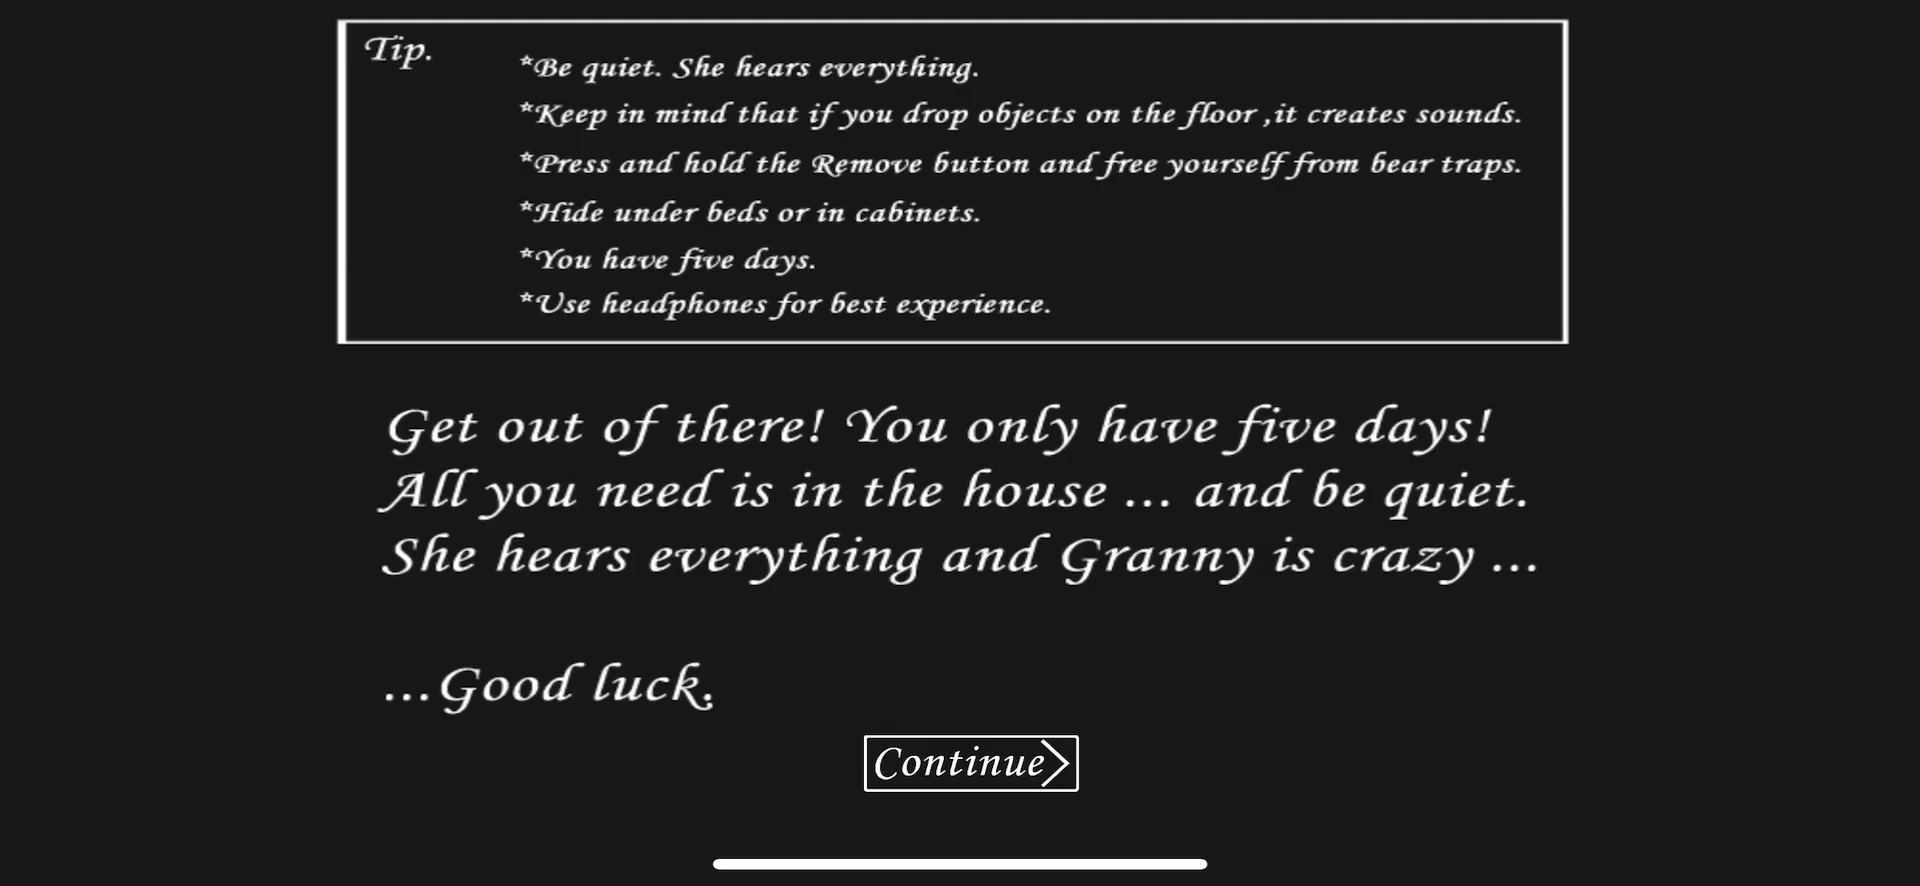 Tip.
*Be quiet. She hears everything.
*Keep in mind that if you drop objects on the floor ,it creates sounds.
*Press and hold the Remove button and free yourself from bear traps.
*Hide under beds or in cabinets.
*You have five days.
*Use headphones for best experience.
Get out of there! You only have five days!
All you need is in the house ... and be quiet.
She hears everything and Granny is crazy ...
...Good luck.
Continue